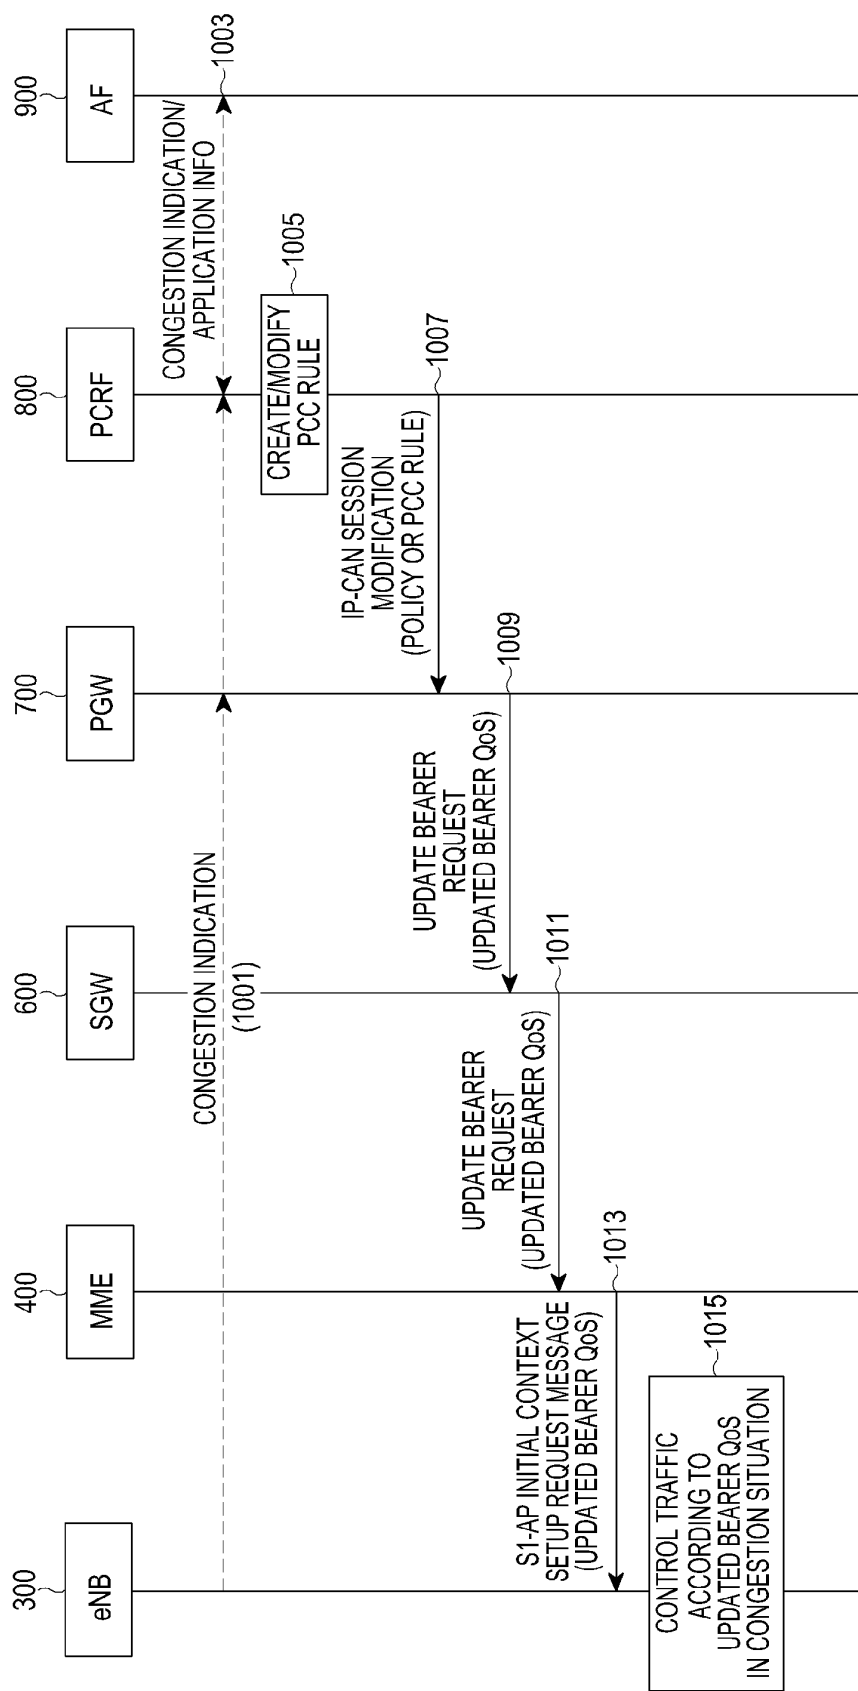 300
400
600
700
800
900
eNB
MME
SGW
PGW
PCRF
AF
CONGESTION INDICATION
(1001)
CONGESTION INDICATION/
APPLICATION INFO
1003
CREATE/MODIFY
PCC RULE
1005
IP-CAN SESSION
MODIFICATION
(POLICY OR PCC RULE)
1007
UPDATE BEARER
REQUEST
(UPDATED BEARER QoS)
1009
UPDATE BEARER
REQUEST
(UPDATED BEARER QoS)
1011
S1-AP INITIAL CONTEXT
SETUP REQUEST MESSAGE
(UPDATED BEARER QoS)
1013
CONTROL TRAFFIC
ACCORDING TO
UPDATED BEARER QoS
IN CONGESTION SITUATION
1015